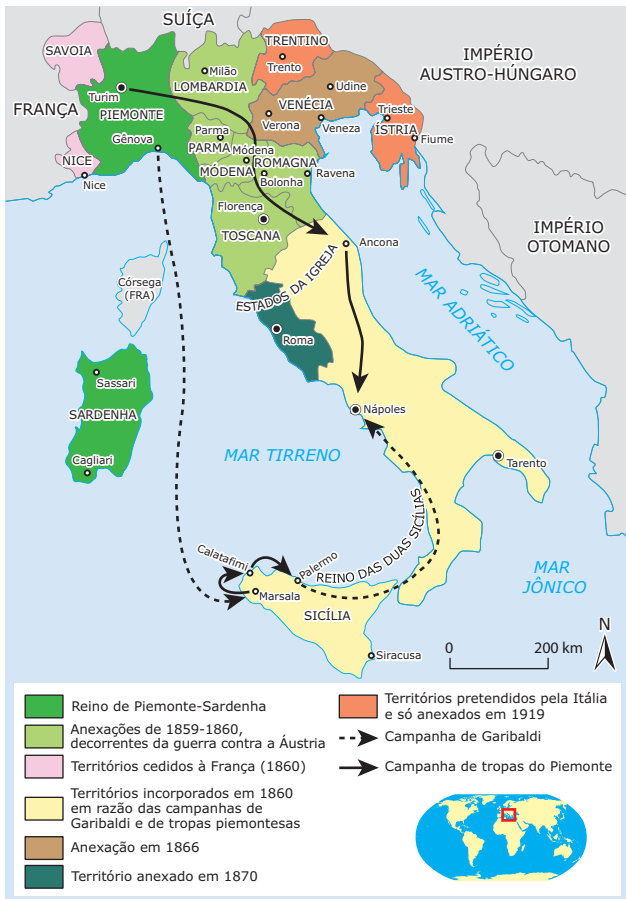 SUÍÇA
SAVOIA
TRENTINO
Trento
IMPÉRIO
AUSTRO-HÚNGARO
Milão
LOMBARDIA
Udine
FRANÇA
Turim
PIEMONTE
VENÉCIA
Verona
Veneza
Trieste
ÍSTRIA
Fiume
Gênova
Parma
PARMA
Módena
MÓDENA
ROMAGNA
Bolonha
Ravena
NICE
Nice
Florença
TOSCANA
Ancona
IMPÉRIO
OTOMANO
ESTADOS DA IGREJA
MAR ADRIÁTICO
Córsega
(FRA)
Roma
Sassari
SARDENHA
Cagliari
Nápoles
MAR TIRRENO
Tarento
REINO DAS DUAS SICÍLIAS
Calatafimi
Palermo
Marsala
SICÍLIA
Siracusa
MAR
JÔNICO
N
0 200 km
Reino de Piemonte-Sardenha
Anexações de 1859-1860,
decorrentes da guerra contra a Áustria
Territórios cedidos à França (1860)
Territórios incorporados em 1860
em razão das campanhas de
Garibaldi e de tropas piemontesas
Anexação em 1866
Território anexado em 1870
Territórios pretendidos pela Itália
e só anexados em 1919
Campanha de Garibaldi
Campanha de tropas do Piemonte